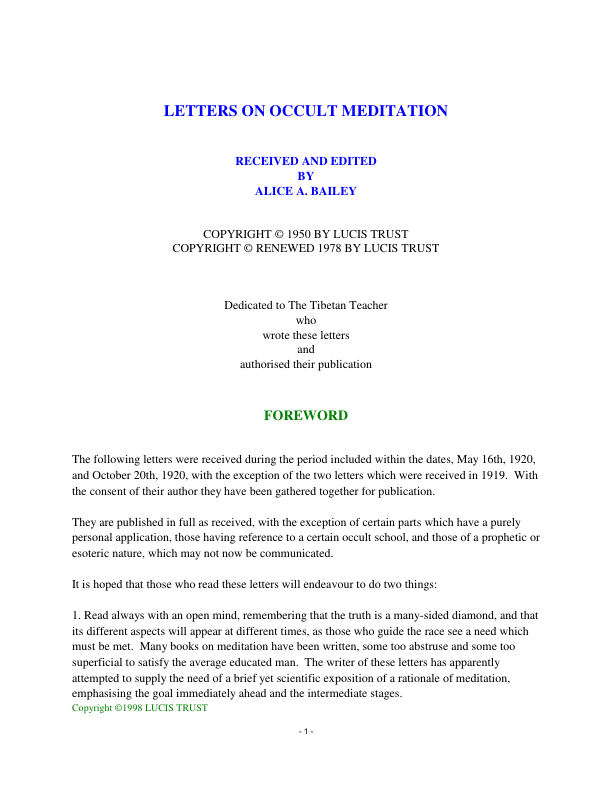 LETTERS ON OCCULT MEDITATION
RECEIVED AND EDITED
BY
ALICE A. BAILEY
COPYRIGHT © 1950 BY LUCIS TRUST
COPYRIGHT © RENEWED 1978 BY LUCIS TRUST
Dedicated to The Tibetan Teacher
who
wrote these letters
and
authorised their publication
FOREWORD
The following letters were received during the period included within the dates, May 16th, 1920,
and October 20th, 1920, with the exception of the two letters which were received in 1919.  With
the consent of their author they have been gathered together for publication.
They are published in full as received, with the exception of certain parts which have a purely
personal application, those having reference to a certain occult school, and those of a prophetic or
esoteric nature, which may not now be communicated.
It is hoped that those who read these letters will endeavour to do two things:
1. Read always with an open mind, remembering that the truth is a many-sided diamond, and that
its different aspects will appear at different times, as those who guide the race see a need which
must be met.  Many books on meditation have been written, some too abstruse and some too
superficial to satisfy the average educated man.  The writer of these letters has apparently
attempted to supply the need of a brief yet scientific exposition of a rationale of meditation,
emphasising the goal immediately ahead and the intermediate stages.
Copyright ©1998 LUCIS TRUST
- 1 -